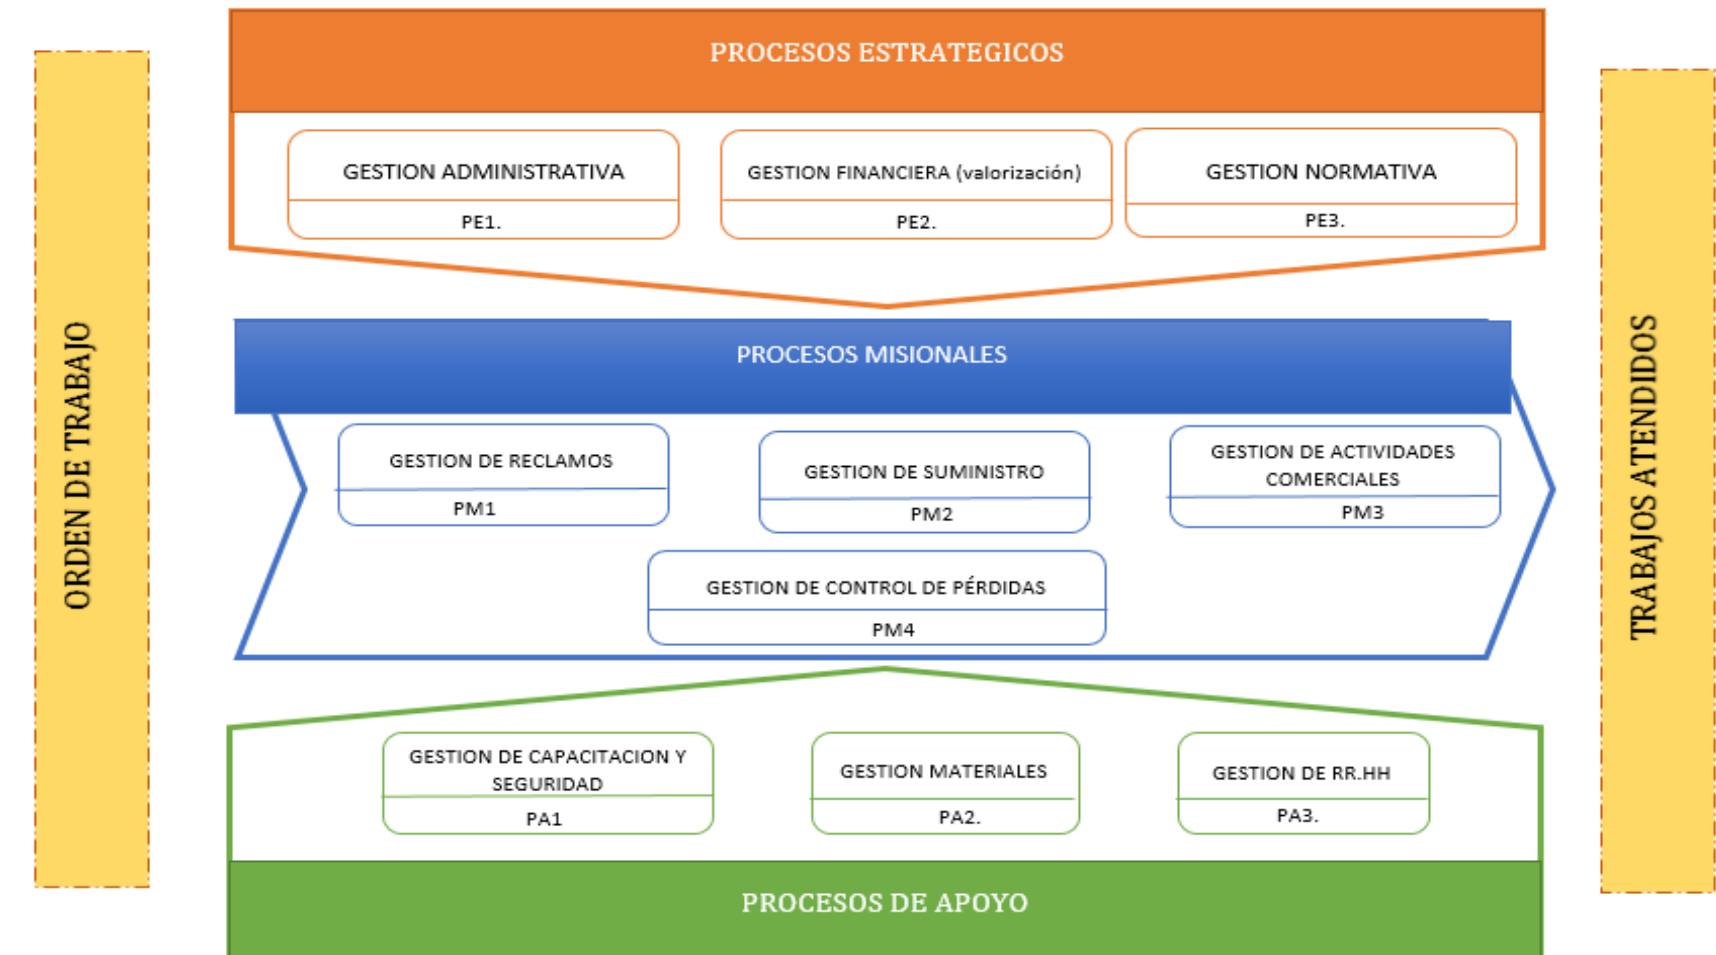 PROCESOS ESTRATEGICOS
GESTION ADMINISTRATIVA
PE1.
GESTION FINANCIERA (valorización)
PE2.
GESTION NORMATIVA
PE3.
ORDEN DE TRABAJO
PROCESOS MISIONALES
GESTION DE RECLAMOS
PM1
GESTION DE SUMINISTRO
PM2
GESTION DE ACTIVIDADES
COMERCIALES
PM3
GESTION DE CONTROL DE PÉRDIDAS
PM4
TRABAJOS ATENDIDOS
GESTION DE CAPACITACION Y
SEGURIDAD
PA1
GESTION MATERIALES
PA2.
GESTION DE RR.HH
PA3.
PROCESOS DE APOYO